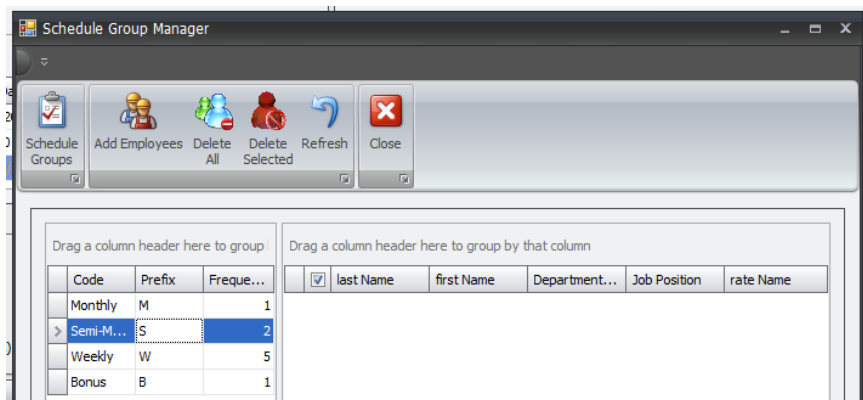 Schedule Group Manager
Schedule Groups
Add Employees
Delete All
Delete Selected
Refresh
Close
Drag a column header here to group
Drag a column header here to group by that column
Code Prefix Freque...
last Name first Name Department... Job Position rate Name
Monthly M 1
Semi-M... S 2
Weekly W 5
Bonus B 1